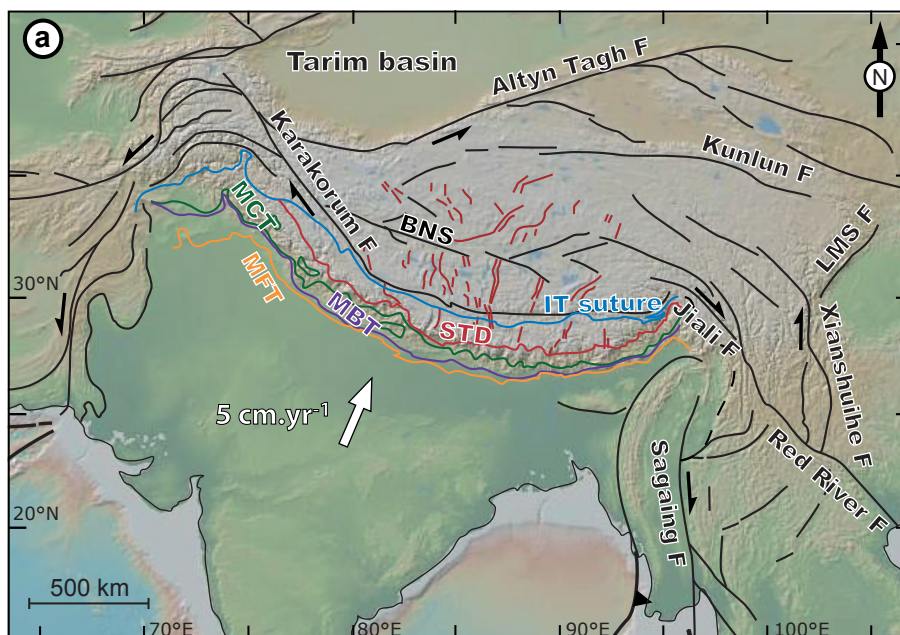 a
Tarim basin
Altyn Tagh F
N
Karakorum F
Kunlun F
MCT
BNS
LMS F
30°N
MFT
MBT
STD
IT suture
Jiali F
Xianshuihe F
5 cm.yr⁻¹
Sagaing F
Red River F
20°N
500 km
70°E
80°E
90°E
100°E